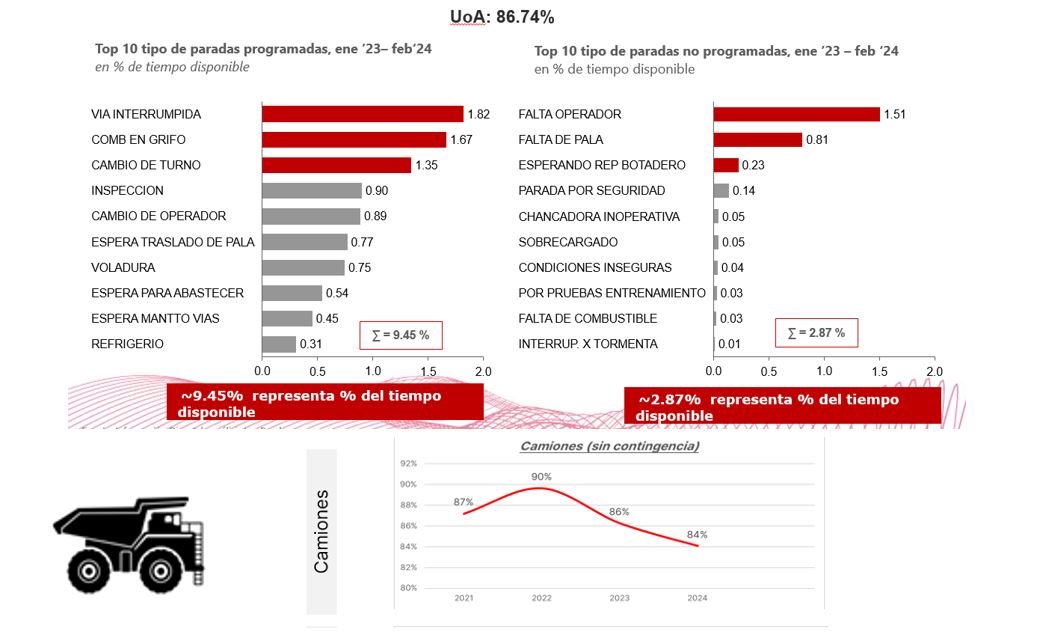 UoA: 86.74%
Top 10 tipo de paradas programadas, ene ’23– feb‘24
en % de tiempo disponible
VIA INTERRUMPIDA 1.82
COMB EN GRIFO 1.67
CAMBIO DE TURNO 1.35
INSPECCION 0.90
CAMBIO DE OPERADOR 0.89
ESPERA TRASLADO DE PALA 0.77
VOLADURA 0.75
ESPERA PARA ABASTECER 0.54
ESPERA MANTTO VIAS 0.45
REFRIGERIO 0.31
∑ = 9.45 %
0.0 0.5 1.0 1.5 2.0
~9.45% representa % del tiempo
disponible
Top 10 tipo de paradas no programadas, ene ’23 – feb ‘24
en % de tiempo disponible
FALTA OPERADOR 1.51
FALTA DE PALA 0.81
ESPERANDO REP BOTADERO 0.23
PARADA POR SEGURIDAD 0.14
CHANCADORA INOPERATIVA 0.05
SOBRECARGADO 0.05
CONDICIONES INSEGURAS 0.04
POR PRUEBAS ENTRENAMIENTO 0.03
FALTA DE COMBUSTIBLE 0.03
INTERRUP. X TORMENTA 0.01
∑ = 2.87 %
0.0 0.5 1.0 1.5 2.0
~2.87% representa % del tiempo
disponible
Camiones
Camiones (sin contingencia)
92%
90%
88%
86%
84%
82%
80%
87% 90% 86% 84%
2021 2022 2023 2024